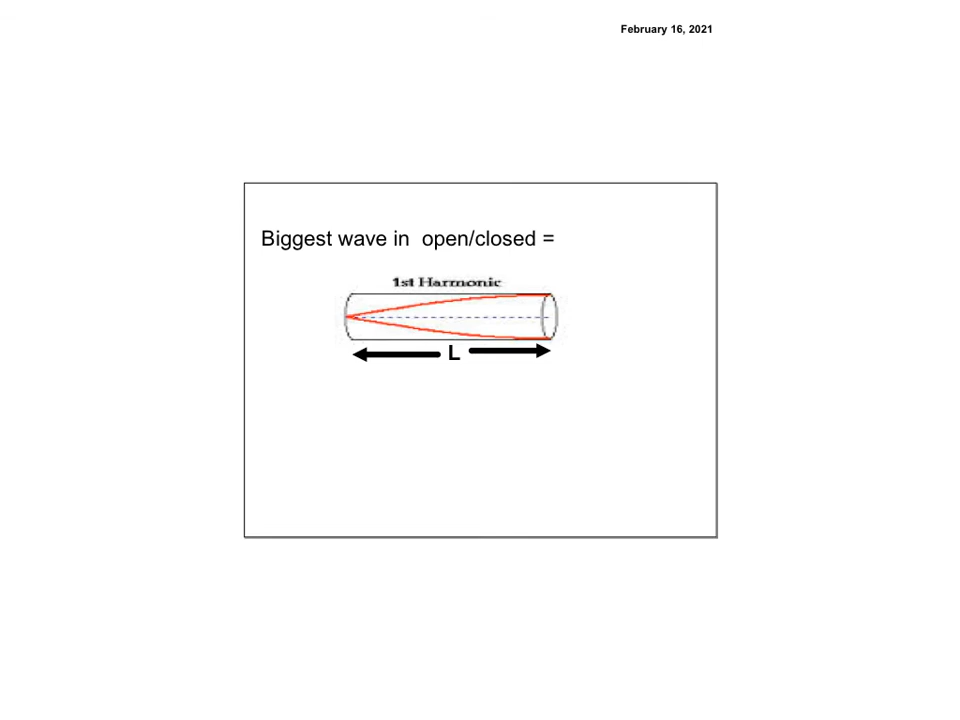 February 16, 2021
Biggest wave in  open/closed =
1st Harmonic
L